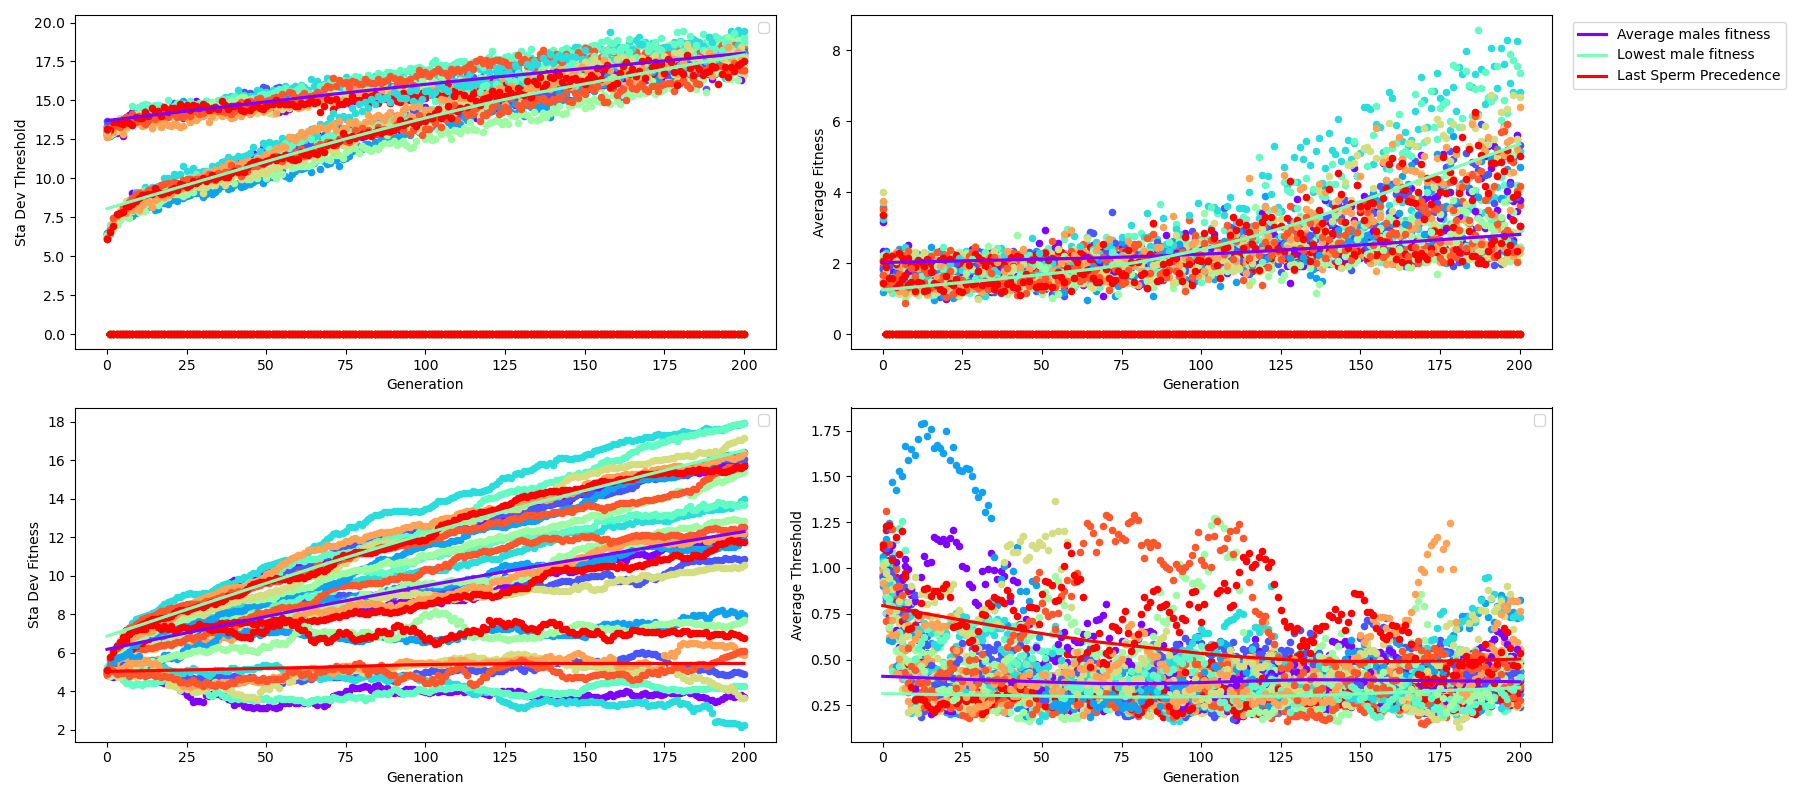 20.0
17.5
15.0
12.5
10.0
7.5
5.0
2.5
0.0
Sta Dev Threshold
0 25 50 75 100 125 150 175 200
Generation
8
6
4
2
0
Average Fitness
0 25 50 75 100 125 150 175 200
Generation
Average males fitness
Lowest male fitness
Last Sperm Precedence
18
16
14
12
10
8
6
4
2
Sta Dev Fitness
0 25 50 75 100 125 150 175 200
Generation
1.75
1.50
1.25
1.00
0.75
0.50
0.25
Average Threshold
0 25 50 75 100 125 150 175 200
Generation